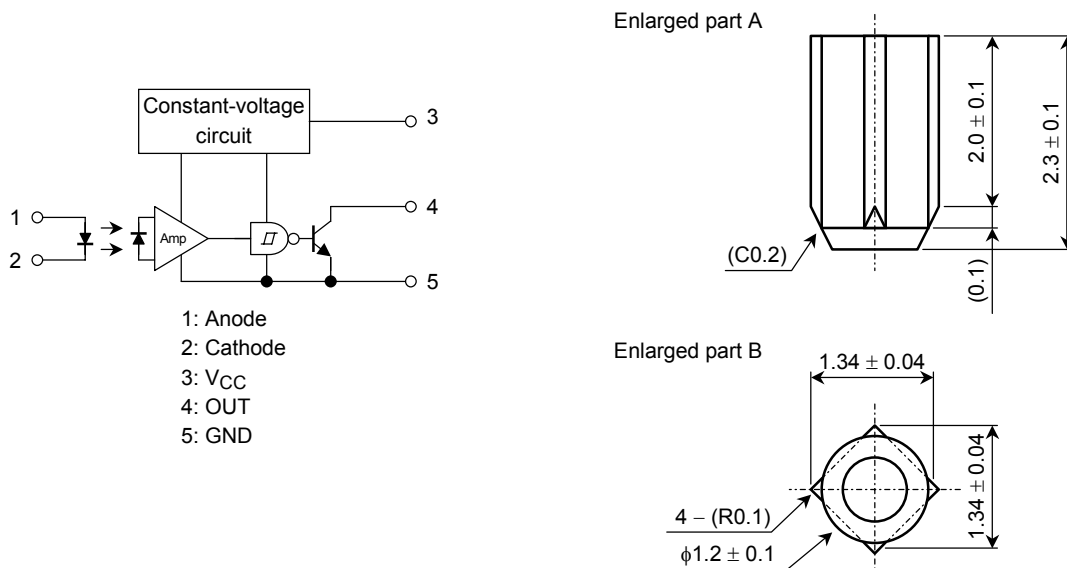 Constant-voltage
circuit
3
4
1
Amp
2
5
1: Anode
2: Cathode
3: VCC
4: OUT
5: GND
Enlarged part A
2.0 ± 0.1
2.3 ± 0.1
(C0.2)
(0.1)
Enlarged part B
1.34 ± 0.04
1.34 ± 0.04
4 − (R0.1)
ϕ1.2 ± 0.1